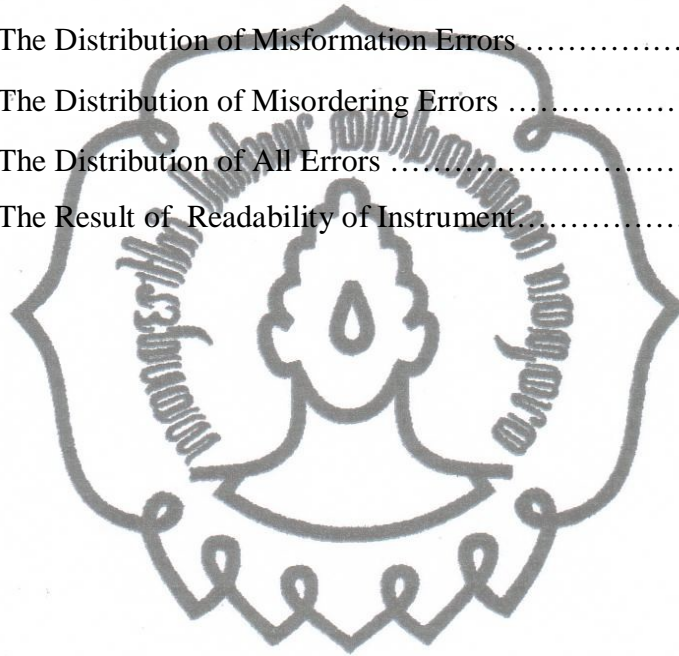 The Distribution of Misformation Errors …………….
The Distribution of Misordering Errors ……………….
The Distribution of All Errors ……………………….
The Result of  Readability of Instrument……………….